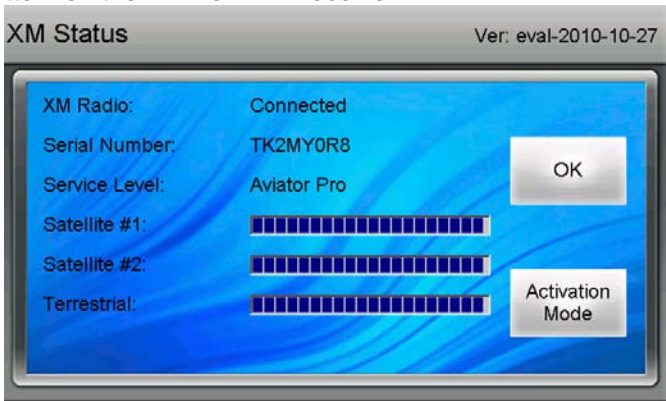 XM Status
Ver: eval-2010-10-27
XM Radio: Connected
Serial Number: TK2MY0R8
Service Level: Aviator Pro
OK
Satellite #1:
Satellite #2:
Terrestrial:
Activation
Mode